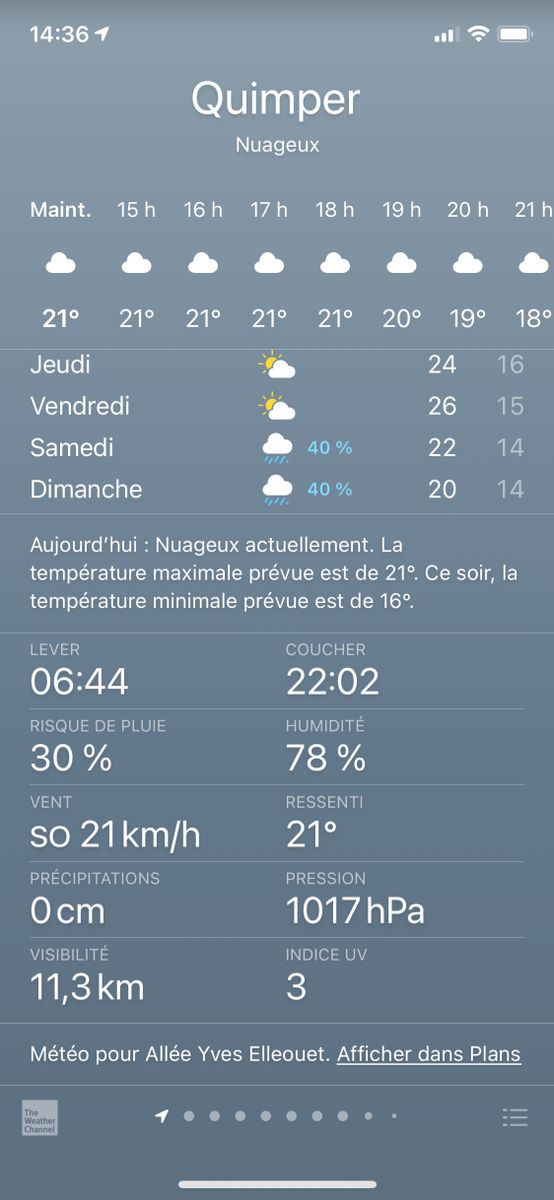 14:36
Quimper
Nuageux
Maint. 15 h 16 h 17 h 18 h 19 h 20 h 21 h
21° 21° 21° 21° 21° 20° 19° 18°
Jeudi 24 16
Vendredi 26 15
Samedi 40 % 22 14
Dimanche 40 % 20 14
Aujourd’hui : Nuageux actuellement. La
température maximale prévue est de 21°. Ce soir, la
température minimale prévue est de 16°.
LEVER COUCHER
06:44 22:02
RISQUE DE PLUIE HUMIDITÉ
30 % 78 %
VENT RESSENTI
so 21 km/h 21°
PRÉCIPITATIONS PRESSION
0 cm 1017 hPa
VISIBILITÉ INDICE UV
11,3 km 3
Météo pour Allée Yves Elleouet. Afficher dans Plans
The
Weather
Channel